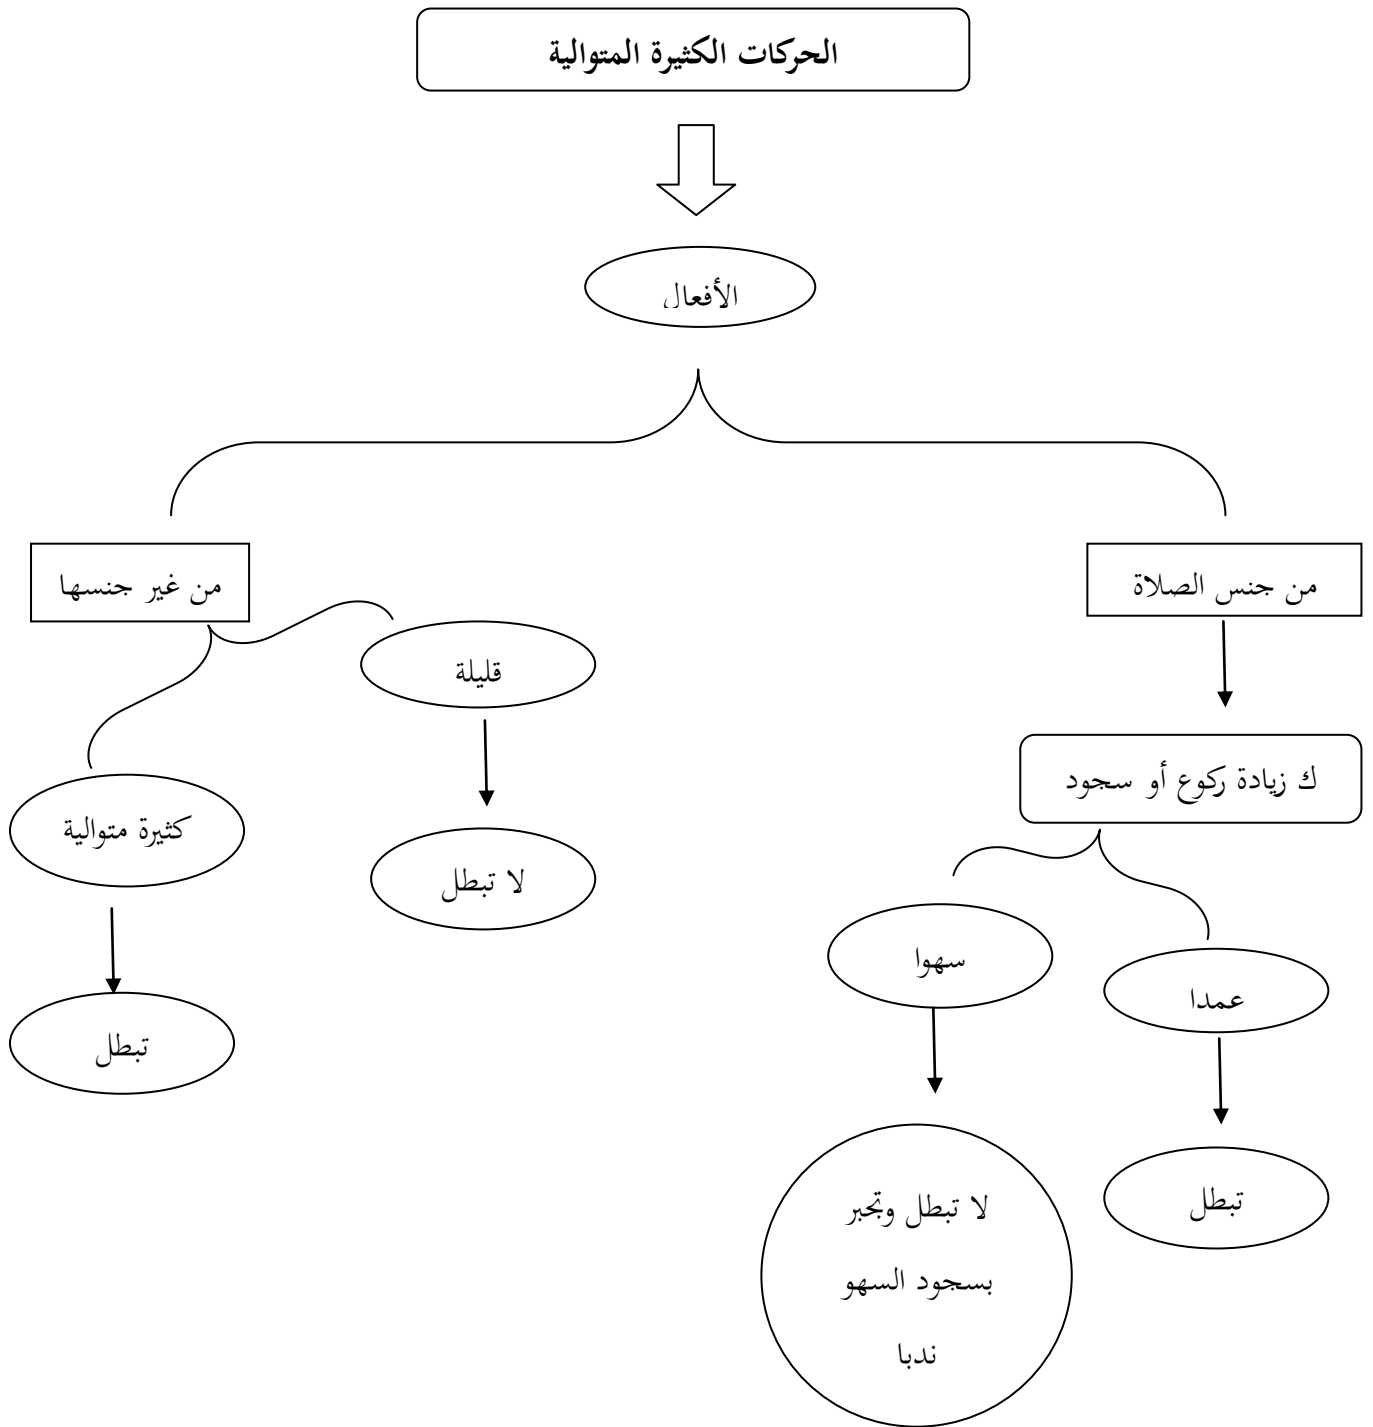 الحركات الكثيرة المتوالية
الأفعال
من جنس الصلاة
من غير جنسها
قليلة
ك زيادة ركوع أو سجود
كثيرة متوالية
لا تبطل
سهوا
عمدا
تبطل
تبطل
لا تبطل وتجبر
بسجود السهو
ندبا